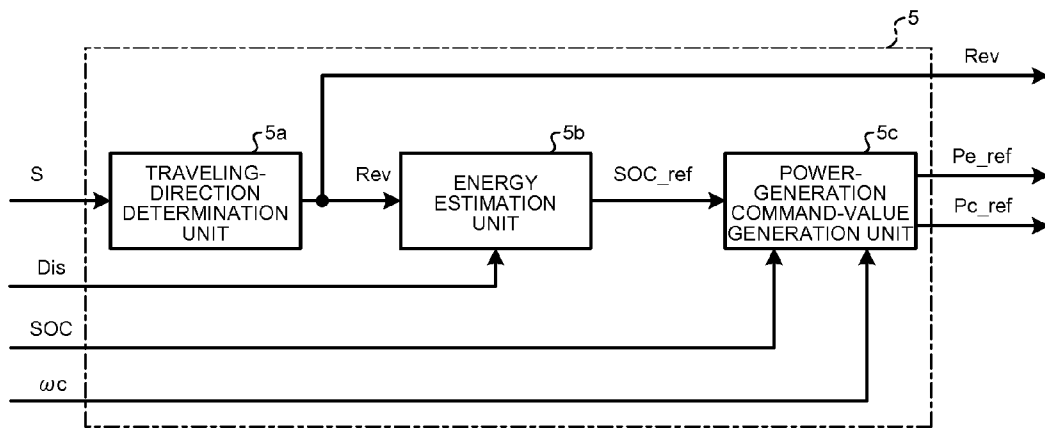 5
Rev
5a
5b
5c
S
TRAVELING-
DIRECTION
DETERMINATION
UNIT
Rev
ENERGY
ESTIMATION
UNIT
SOC_ref
POWER-
GENERATION
COMMAND-VALUE
GENERATION UNIT
Pe_ref
Pc_ref
Dis
SOC
ωc